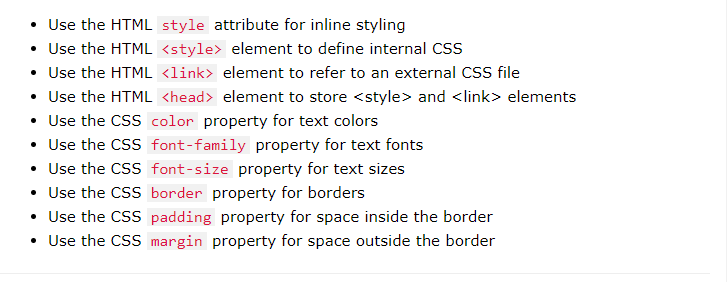 • Use the HTML style attribute for inline styling
• Use the HTML <style> element to define internal CSS
• Use the HTML <link> element to refer to an external CSS file
• Use the HTML <head> element to store <style> and <link> elements
• Use the CSS color property for text colors
• Use the CSS font-family property for text fonts
• Use the CSS font-size property for text sizes
• Use the CSS border property for borders
• Use the CSS padding property for space inside the border
• Use the CSS margin property for space outside the border